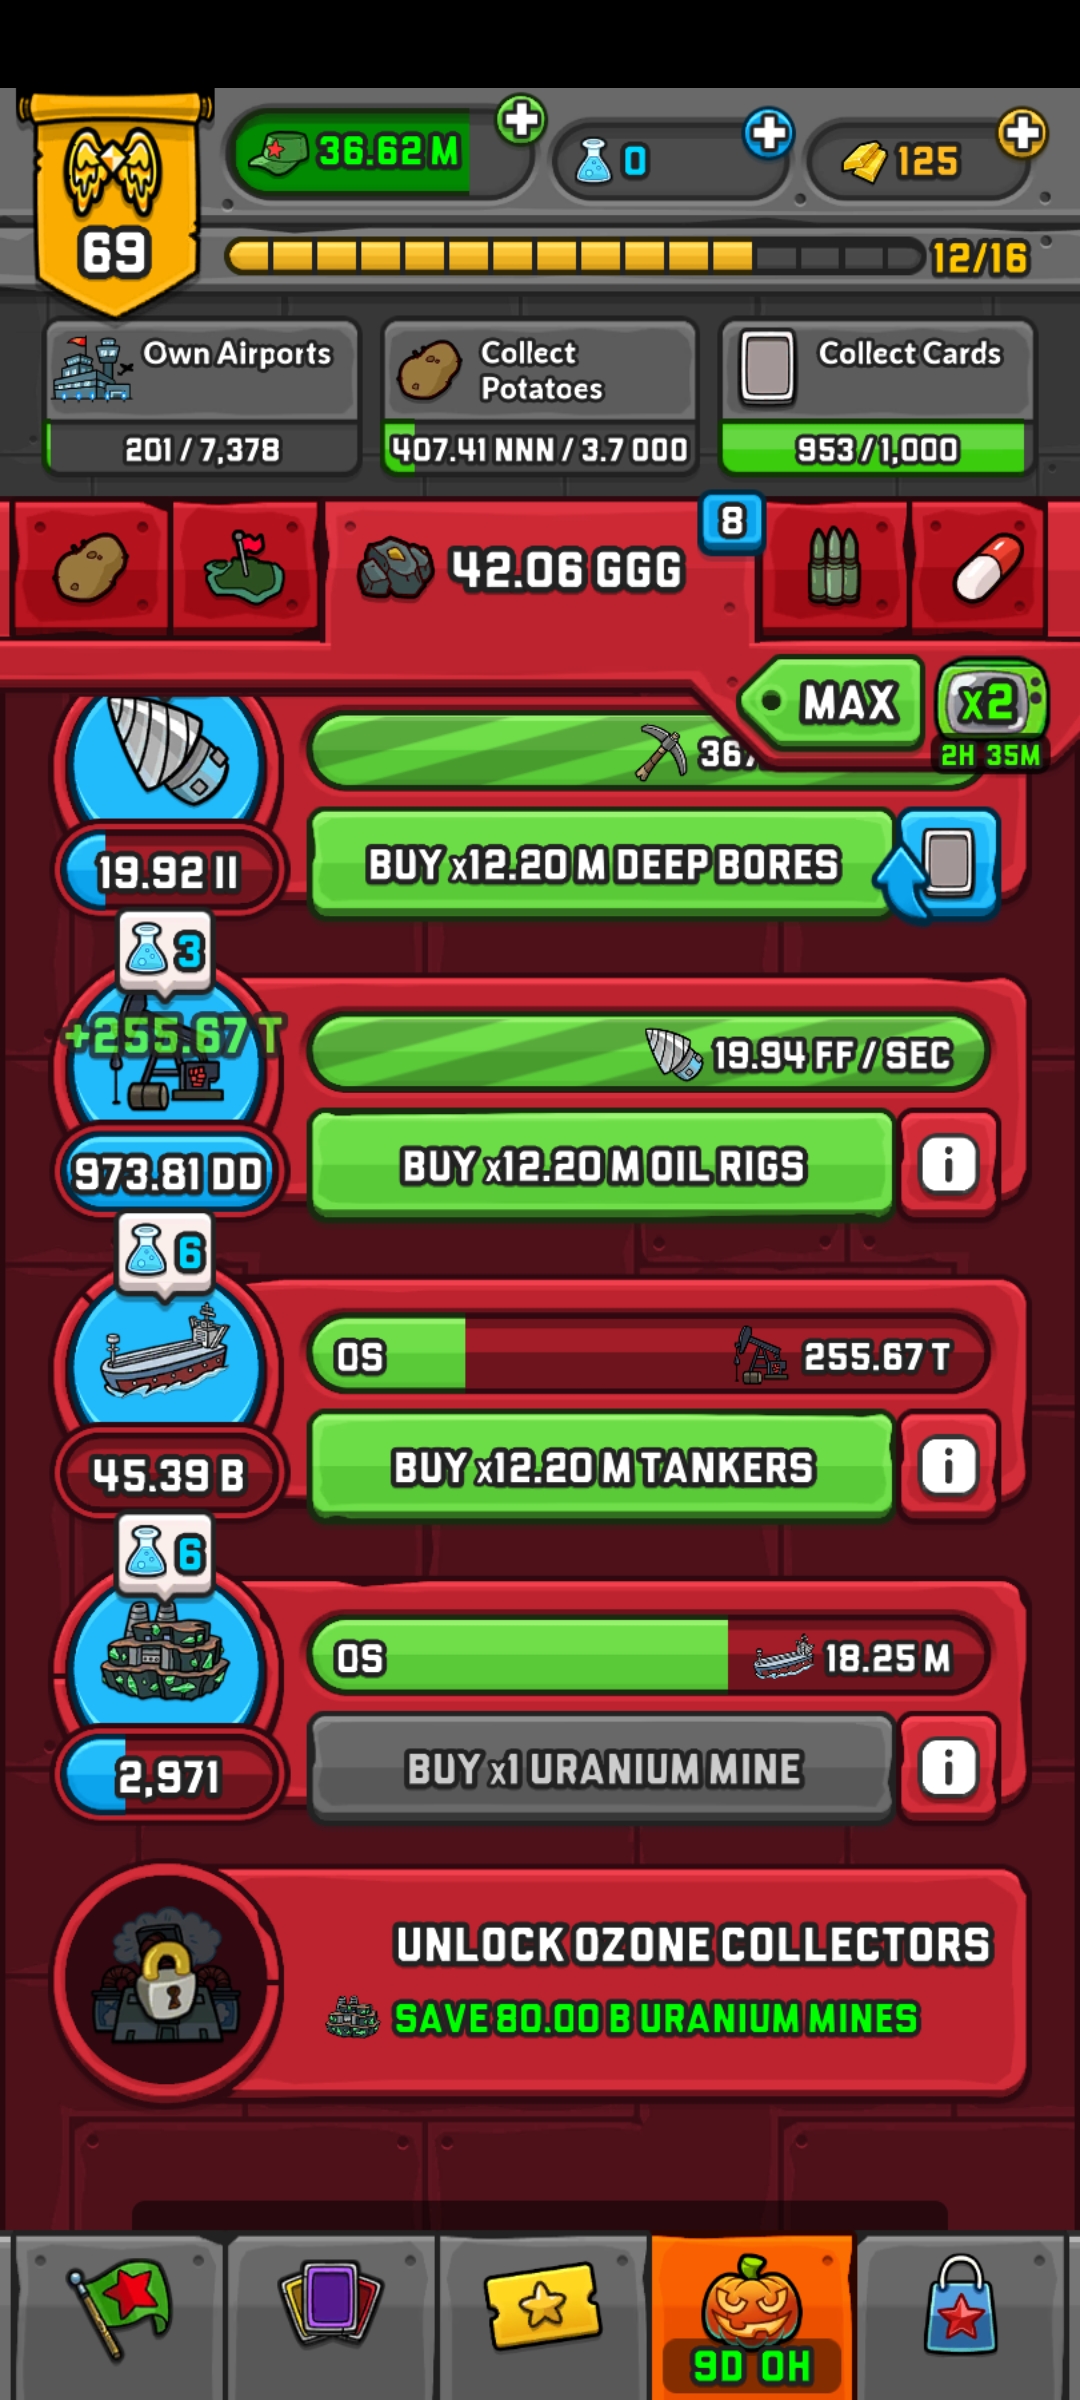 69
36.62 M
0
125
12/16
Own Airports
201 / 7,378
Collect
Potatoes
407.41 NNN / 3.7 OOO
Collect Cards
953 / 1,000
42.06 GGG
8
MAX
x2
2H 35M
36
19.92 II
BUY x12.20 M DEEP BORES
3
+255.67 T
19.94 FF / SEC
973.81 DD
BUY x12.20 M OIL RIGS
i
6
0S
255.67 T
45.39 B
BUY x12.20 M TANKERS
i
6
0S
18.25 M
2,971
BUY x1 URANIUM MINE
i
UNLOCK OZONE COLLECTORS
SAVE 80.00 B URANIUM MINES
9D 0H